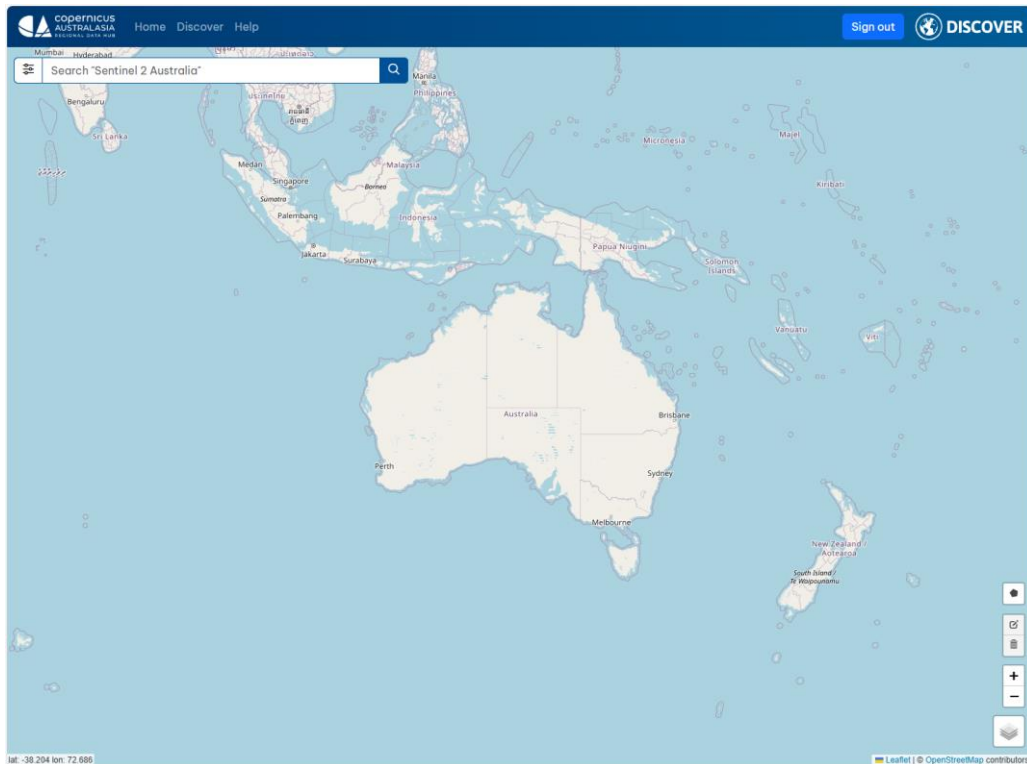 copernicus
AUSTRALASIA
REGIONAL DATA HUB
Home Discover Help
Sign out
DISCOVER
Mumbai Hyderabad
Search "Sentinel 2 Australia"
Manila
Philippines
Bengaluru
Sri Lanka
Majel
Micronesia
Medan
Malaysia
Singapore
Borneo
Kiribati
Sumatra
Palembang
Indonesia
Jakarta
Surabaya
Papua Niugini
Solomon
Islands
Vanuatu
Viti
Australia
Brisbane
Perth
Sydney
Melbourne
New Zealand /
Aotearoa
South Island /
Te Waipounamu
+
−
lat: -38.204 lon: 72.686
Leaflet | © OpenStreetMap contributors